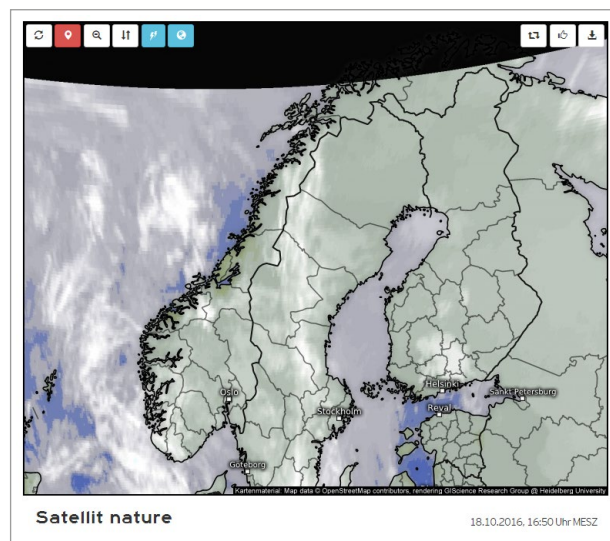 Oslo
Helsinki
Sankt Petersburg
Stockholm
Reval
Göteborg
Kartenmaterial: Map data © OpenStreetMap contributors, rendering GIScience Research Group @ Heidelberg University
Satellit nature
18.10.2016, 16:50 Uhr MESZ